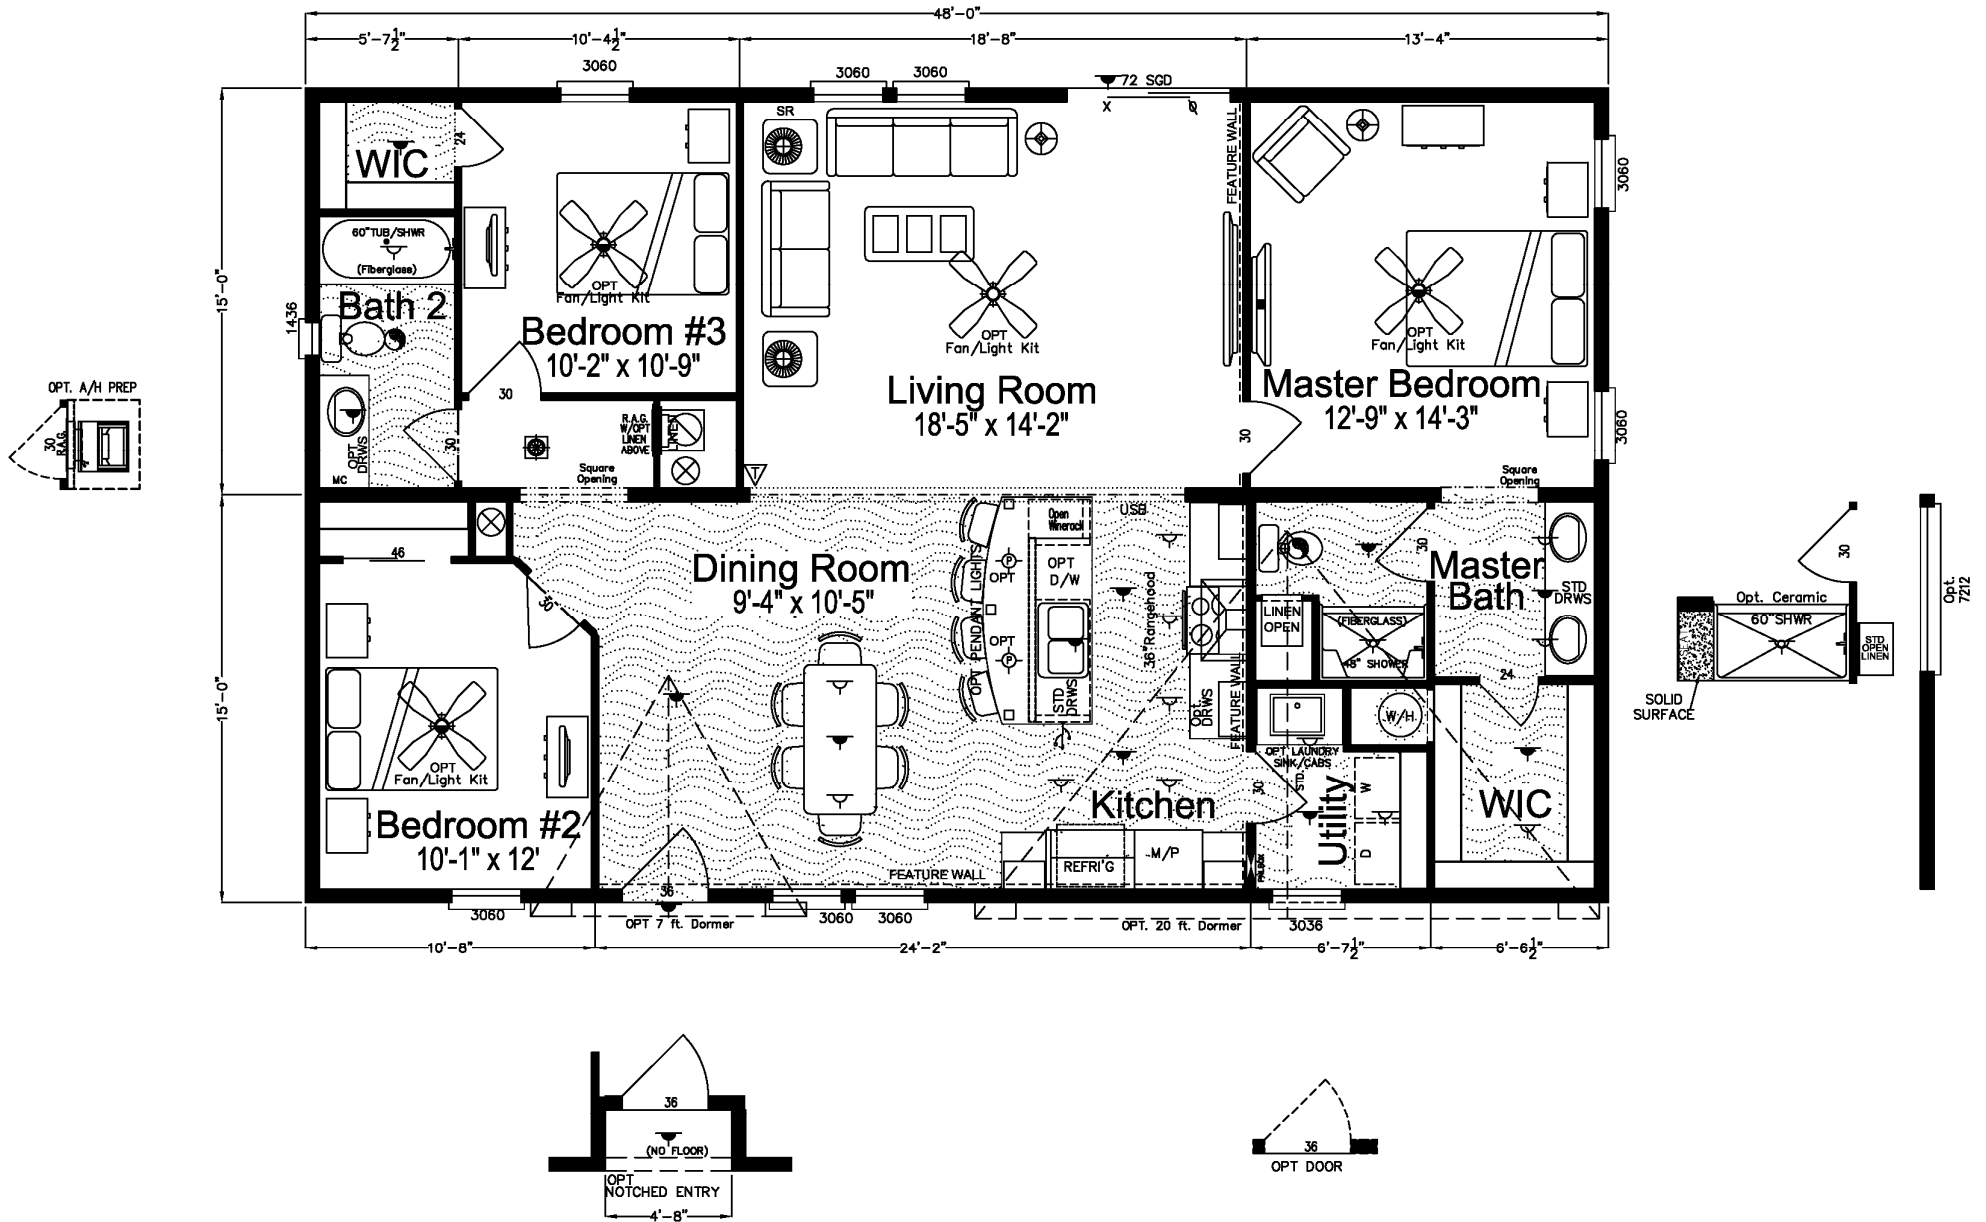 48'-0"
5'-7½"
10'-4½"
18'-8"
13'-4"
3060
3060
3060
72 SGD
X
O
15'-0"
15'-0"
WIC
24
SR
FEATURE WALL
3060
60"TUB/SHWR
(Fiberglass)
Bath 2
1436
OPT
Fan/Light Kit
Bedroom #3
10'-2" x 10'-9"
OPT
Fan/Light Kit
Living Room
18'-5" x 14'-2"
OPT
Fan/Light Kit
Master Bedroom
12'-9" x 14'-3"
3060
30
30
30
OPT
DRWS
MC
R.A.G.
W/OPT
LINEN
ABOVE
LINEN
Square
Opening
T
Square
Opening
OPT. A/H PREP
30
R.A.G.
46
30
Dining Room
9'-4" x 10'-5"
Open
Winerack
OPT
D/W
OPT
P
OPT PENDANT LIGHTS
OPT
P
STD
DRWS
USB
36"Rangehood
Opt
DRWS
FEATURE WALL
LINEN
OPEN
(FIBERGLASS)
48" SHOWER
30
Master
Bath
STD
DRWS
24
W/H
OPT LAUNDRY
SINK/CABS
STD.
30
Utility
W
D
WIC
OPT
Fan/Light Kit
Bedroom #2
10'-1" x 12'
Kitchen
REFRI'G
M/P
FEATURE WALL
36
3060
OPT 7 ft. Dormer
3060
3060
OPT. 20 ft. Dormer
3036
10'-8"
24'-2"
6'-7½"
6'-6½"
30
Opt. Ceramic
60"SHWR
SEAT
STD
OPEN
LINEN
SOLID
SURFACE
Opt.
7212
36
(NO FLOOR)
OPT
NOTCHED ENTRY
4'-8"
36
OPT DOOR